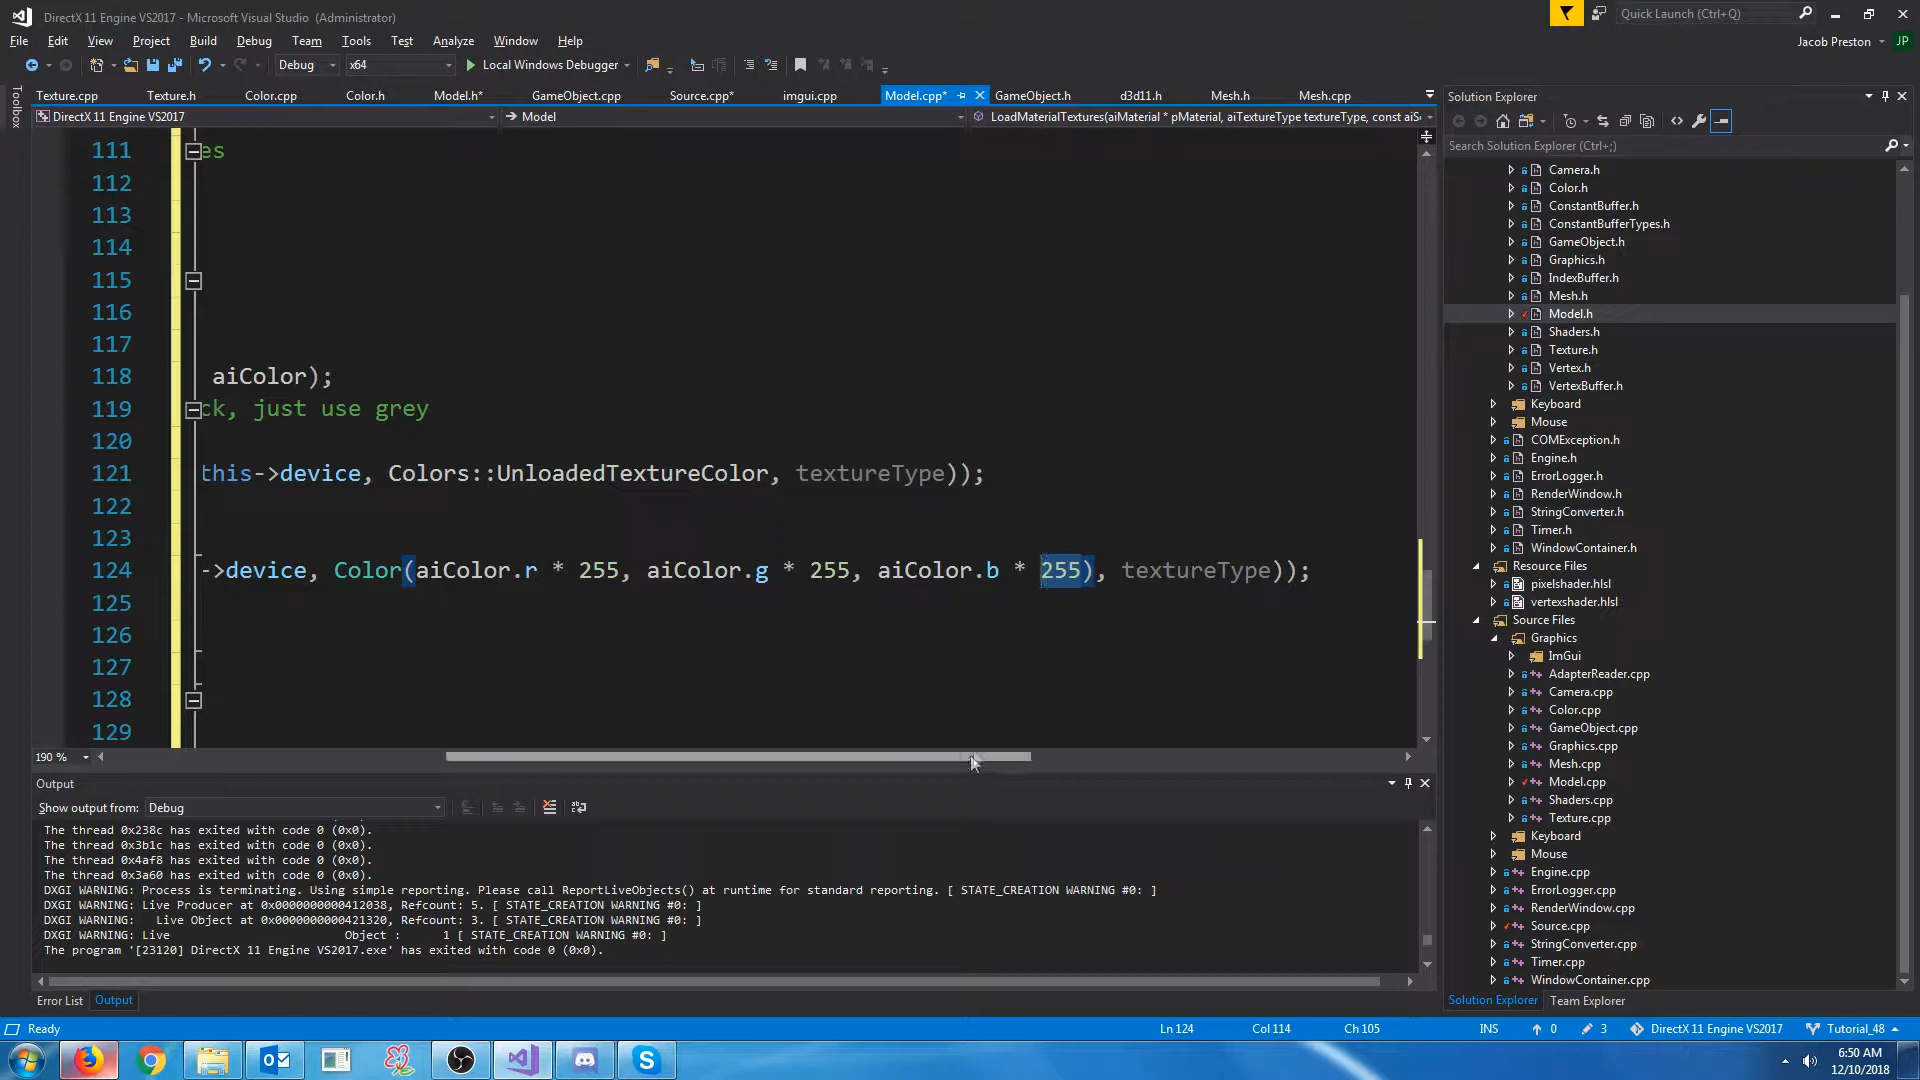 DirectX 11 Engine VS2017 - Microsoft Visual Studio (Administrator)
Quick Launch (Ctrl+Q)
File Edit View Project Build Debug Team Tools Test Analyze Window Help
Jacob Preston JP
Debug x64 Local Windows Debugger
Toolbox
Texture.cpp Texture.h Color.cpp Color.h Model.h* GameObject.cpp Source.cpp* imgui.cpp Model.cpp* GameObject.h d3d11.h Mesh.h Mesh.cpp
DirectX 11 Engine VS2017 Model LoadMaterialTextures(aiMaterial * pMaterial, aiTextureType textureType, const aiSc
111 es
112
113
114
115
116
117
118 aiColor);
119 ck, just use grey
120
121 this->device, Colors::UnloadedTextureColor, textureType));
122
123
124 ->device, Color(aiColor.r * 255, aiColor.g * 255, aiColor.b * 255), textureType));
125
126
127
128
129
190 %
Output
Show output from: Debug
The thread 0x238c has exited with code 0 (0x0).
The thread 0x3b1c has exited with code 0 (0x0).
The thread 0x4af8 has exited with code 0 (0x0).
The thread 0x3a60 has exited with code 0 (0x0).
DXGI WARNING: Process is terminating. Using simple reporting. Please call ReportLiveObjects() at runtime for standard reporting. [ STATE_CREATION WARNING #0: ]
DXGI WARNING: Live Producer at 0x0000000000412038, Refcount: 5. [ STATE_CREATION WARNING #0: ]
DXGI WARNING: Live Object at 0x0000000000421320, Refcount: 3. [ STATE_CREATION WARNING #0: ]
DXGI WARNING: Live Object : 1 [ STATE_CREATION WARNING #0: ]
The program '[23120] DirectX 11 Engine VS2017.exe' has exited with code 0 (0x0).
Error List Output
Solution Explorer
Search Solution Explorer (Ctrl+;)
Camera.h
Color.h
ConstantBuffer.h
ConstantBufferTypes.h
GameObject.h
Graphics.h
IndexBuffer.h
Mesh.h
Model.h
Shaders.h
Texture.h
Vertex.h
VertexBuffer.h
Keyboard
Mouse
COMException.h
Engine.h
ErrorLogger.h
RenderWindow.h
StringConverter.h
Timer.h
WindowContainer.h
Resource Files
pixelshader.hlsl
vertexshader.hlsl
Source Files
Graphics
ImGui
AdapterReader.cpp
Camera.cpp
Color.cpp
GameObject.cpp
Graphics.cpp
Mesh.cpp
Model.cpp
Shaders.cpp
Texture.cpp
Keyboard
Mouse
Engine.cpp
ErrorLogger.cpp
RenderWindow.cpp
Source.cpp
StringConverter.cpp
Timer.cpp
WindowContainer.cpp
Solution Explorer Team Explorer
Ready Ln 124 Col 114 Ch 105 INS 0 3 DirectX 11 Engine VS2017 Tutorial_48
6:50 AM
12/10/2018